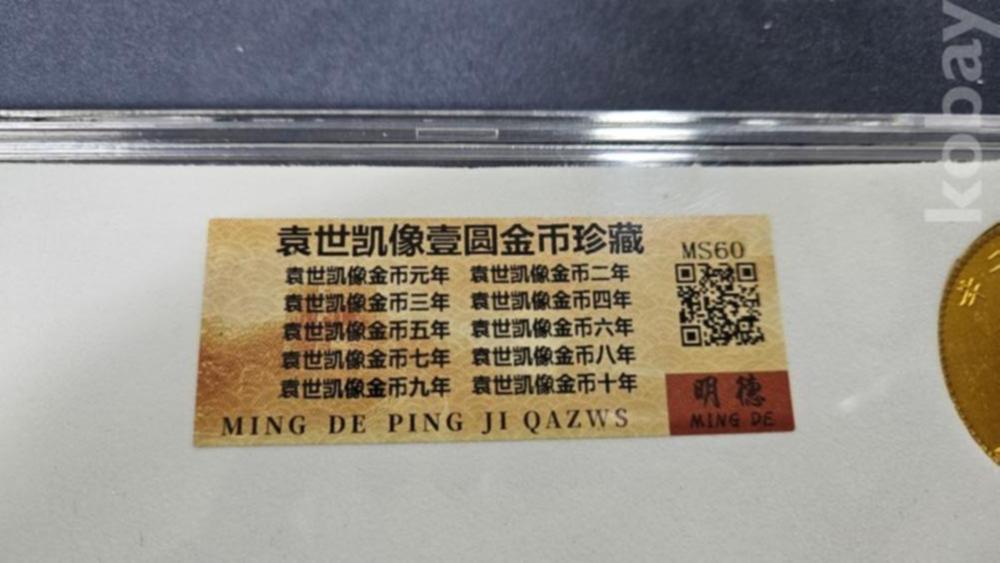 袁世凯像壹圆金币珍藏
MS60
袁世凯像金币元年 袁世凯像金币二年
袁世凯像金币三年 袁世凯像金币四年
袁世凯像金币五年 袁世凯像金币六年
袁世凯像金币七年 袁世凯像金币八年
袁世凯像金币九年 袁世凯像金币十年
MING DE PING JI QAZWS
明德
MING DE
kobay